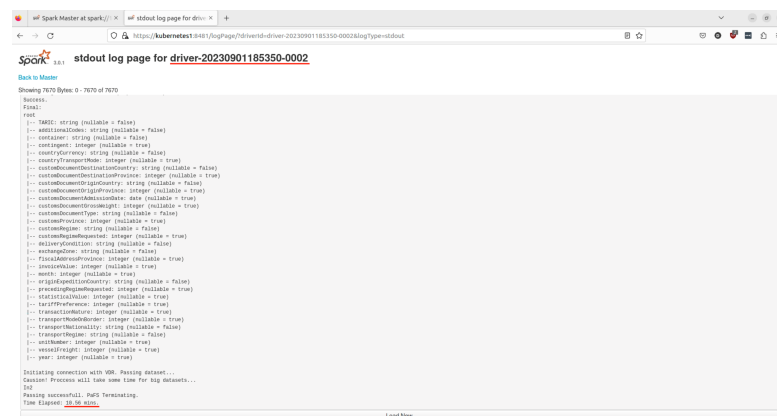 Spark Master at spark://
stdout log page for drive
https://kubernetes1:8481/logPage/?driverId=driver-20230901185350-0002&logType=stdout
Spark 3.0.1 stdout log page for driver-20230901185350-0002
Back to Master
Showing 7670 Bytes: 0 - 7670 of 7670
Success.
Final:
root
|-- TARIC: string (nullable = false)
|-- additionalCodes: string (nullable = false)
|-- container: string (nullable = false)
|-- contingent: integer (nullable = true)
|-- countryCurrency: string (nullable = false)
|-- countryTransportMode: integer (nullable = true)
|-- customDocumentDestinationCountry: string (nullable = false)
|-- customDocumentDestinationProvince: integer (nullable = true)
|-- customDocumentOriginCountry: string (nullable = false)
|-- customDocumentOriginProvince: integer (nullable = true)
|-- customsDocumentAdmissionDate: date (nullable = true)
|-- customsDocumentGrossWeight: integer (nullable = true)
|-- customsDocumentType: string (nullable = false)
|-- customsProvince: integer (nullable = true)
|-- customsRegime: string (nullable = false)
|-- customsRegimeRequested: integer (nullable = true)
|-- deliveryCondition: string (nullable = false)
|-- exchangeZone: string (nullable = false)
|-- fiscalAddressProvince: integer (nullable = true)
|-- invoiceValue: integer (nullable = true)
|-- month: integer (nullable = true)
|-- originExpeditionCountry: string (nullable = false)
|-- precedingRegimeRequested: integer (nullable = true)
|-- statisticalValue: integer (nullable = true)
|-- tariffPreference: integer (nullable = true)
|-- transactionNature: integer (nullable = true)
|-- transportModeOnBorder: integer (nullable = true)
|-- transportNationality: string (nullable = false)
|-- transportRegime: string (nullable = false)
|-- unitNumber: integer (nullable = true)
|-- vesselFreight: integer (nullable = true)
|-- year: integer (nullable = true)
Initiating connection with VDR. Passing dataset...
Caussion! Proccess will take some time for big datasets...
In2
Passing successfull. PaFS Terminating.
Time Elapsed: 10.56 mins.
Load New